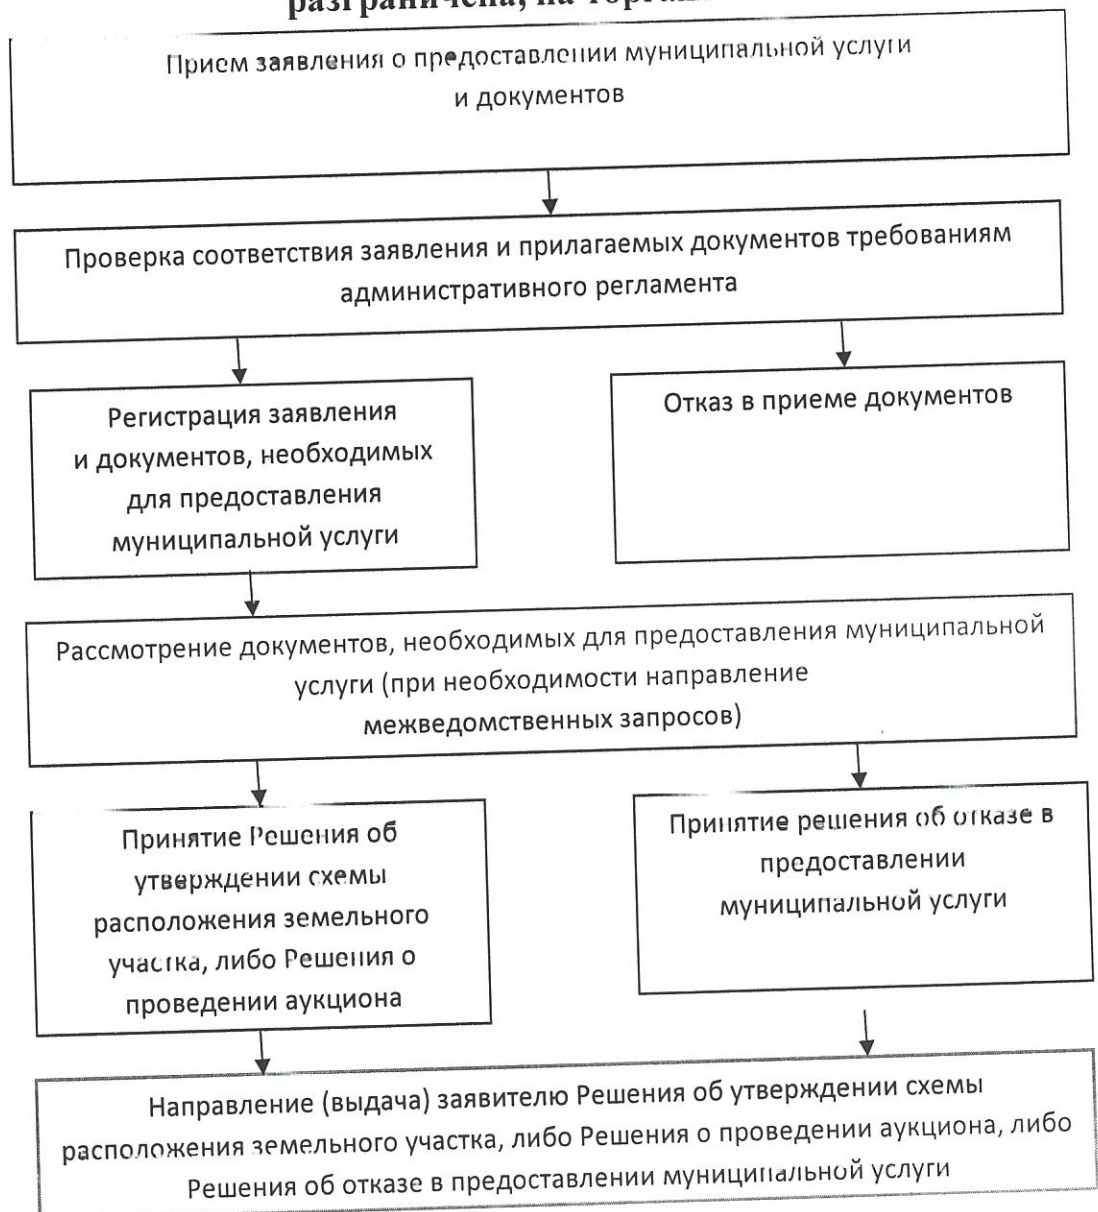 разграничена, на торгах
Прием заявления о предоставлении муниципальной услуги
и документов
Проверка соответствия заявления и прилагаемых документов требованиям
административного регламента
Регистрация заявления
и документов, необходимых
для предоставления
муниципальной услуги
Отказ в приеме документов
Рассмотрение документов, необходимых для предоставления муниципальной
услуги (при необходимости направление
межведомственных запросов)
Принятие Решения об
утверждении схемы
расположения земельного
участка, либо Решения о
проведении аукциона
Принятие решения об отказе в
предоставлении
муниципальной услуги
Направление (выдача) заявителю Решения об утверждении схемы
расположения земельного участка, либо Решения о проведении аукциона, либо
Решения об отказе в предоставлении муниципальной услуги